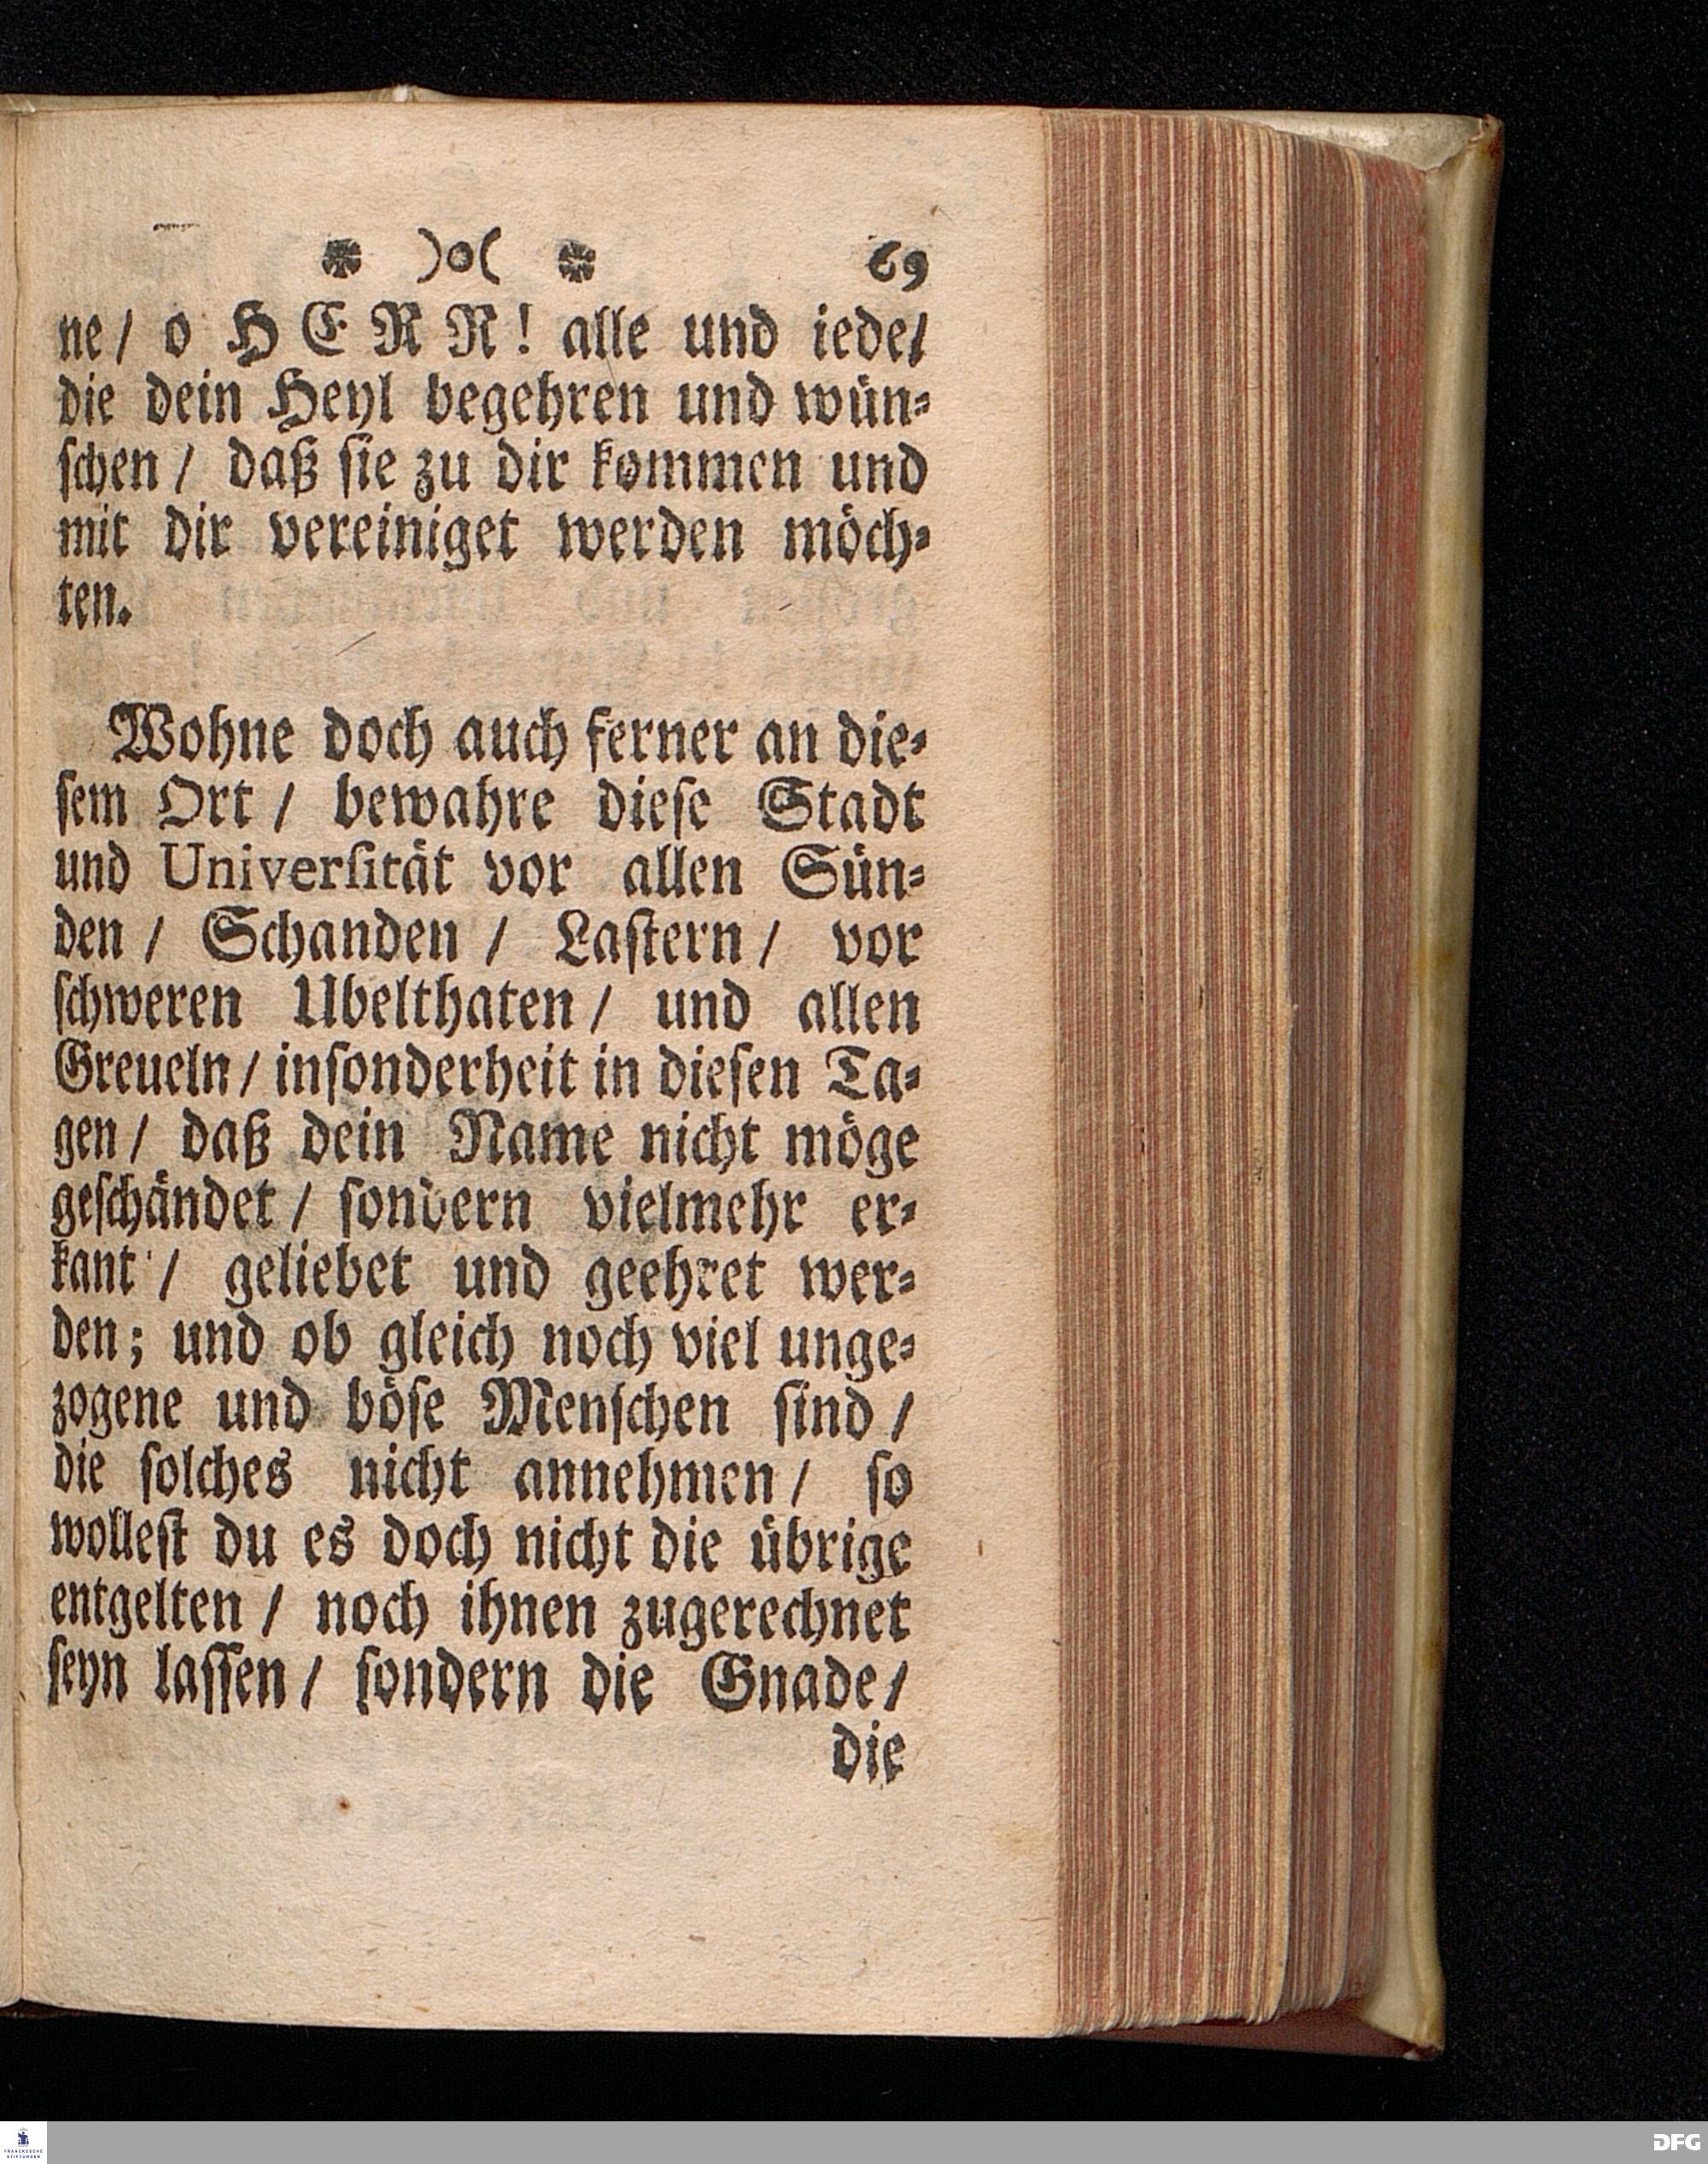 * )o( * 69
ne/ o HERR! alle und iede/
die dein Heyl begehren und wün-
schen / daß sie zu dir kommen und
mit dir vereiniget werden möch-
ten.
Wohne doch auch ferner an die-
sem Ort / bewahre diese Stadt
und Universität vor allen Sün-
den / Schanden / Lastern / vor
schweren Ubelthaten / und allen
Greueln / insonderheit in diesen Ta-
gen / daß dein Name nicht möge
geschändet / sondern vielmehr er-
kant / geliebet und geehret wer-
den; und ob gleich noch viel unge-
zogene und böse Menschen sind /
die solches nicht annehmen / so
wollest du es doch nicht die übrige
entgelten / noch ihnen zugerechnet
seyn lassen / sondern die Gnade /
die
FRANCKESCHE
STIFTUNGEN
DFG